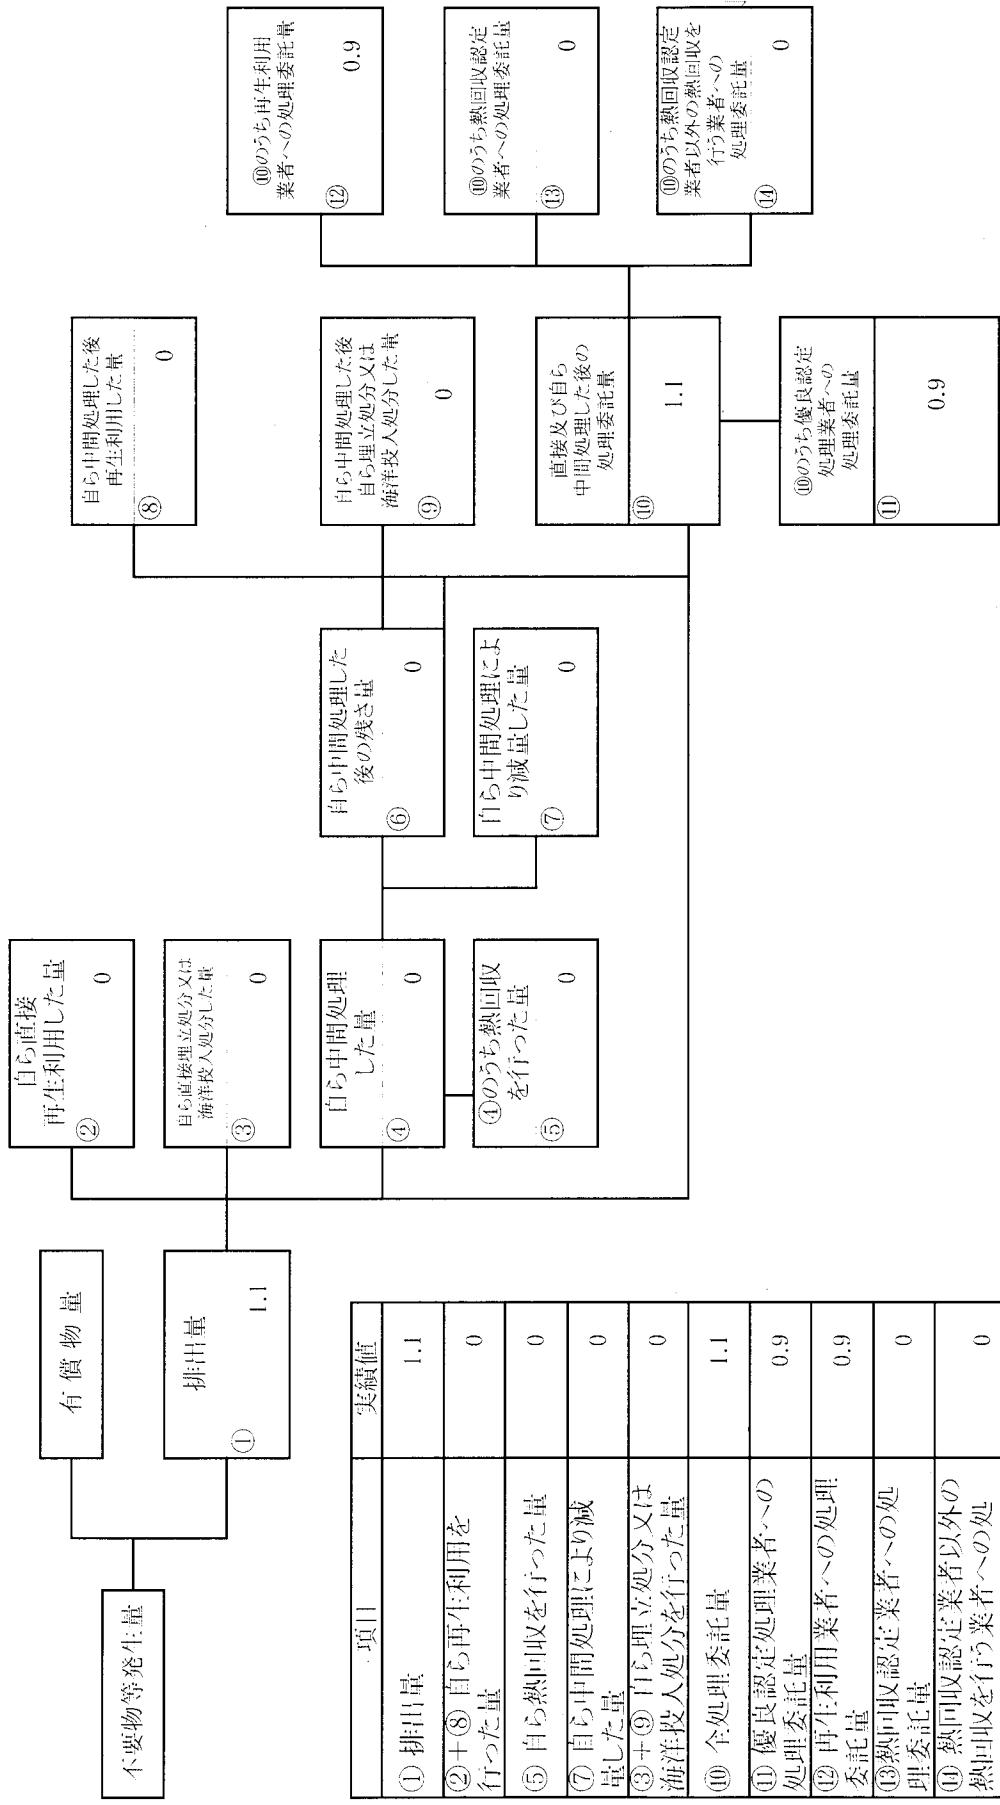 不要物等発生量
有 償 物 量
排出量
①
1.1
自ら直接
再生利用した量
②
0
自ら直接埋立処分又は
海洋投入処分した量
③
0
自ら中間処理
した量
④
0
④のうち熱回収
を行った量
⑤
0
自ら中間処理した
後の残さ量
⑥
0
自ら中間処理によ
り減量した量
⑦
0
自ら中間処理した後
再生利用した量
⑧
0
自ら中間処理した後
自ら埋立処分又は
海洋投入処分した量
⑨
0
直接及び自ら
中間処理した後の
処理委託量
⑩
1.1
⑩のうち優良認定
処理業者への
処理委託量
⑪
0.9
⑩のうち再生利用
業者への処理委託量
⑫
0.9
⑩のうち熱回収認定
業者への処理委託量
⑬
0
⑩のうち熱回収認定
業者以外の熱回収を
行う業者への
処理委託量
⑭
0
項目 実績値
① 排出量 1.1
②+⑧ 自ら再生利用を
行った量 0
⑤ 自ら熱回収を行った量 0
⑦ 自ら中間処理により減
量した量 0
③+⑨ 自ら埋立処分又は
海洋投入処分を行った量 0
⑩ 全処理委託量 1.1
⑪ 優良認定処理業者への
処理委託量 0.9
⑫ 再生利用業者への処理
委託量 0.9
⑬熱回収認定業者への処
理委託量 0
⑭ 熱回収認定業者以外の
熱回収を行う業者への処 0